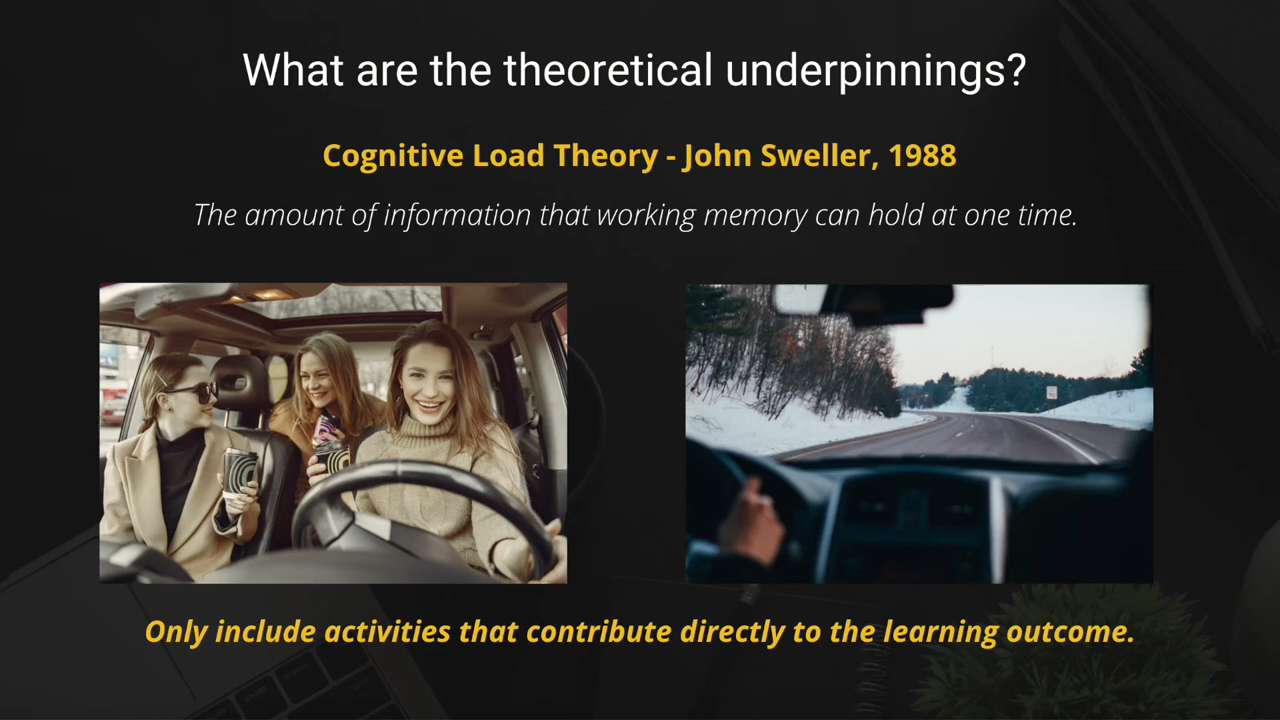 What are the theoretical underpinnings?
Cognitive Load Theory - John Sweller, 1988
The amount of information that working memory can hold at one time.
Only include activities that contribute directly to the learning outcome.